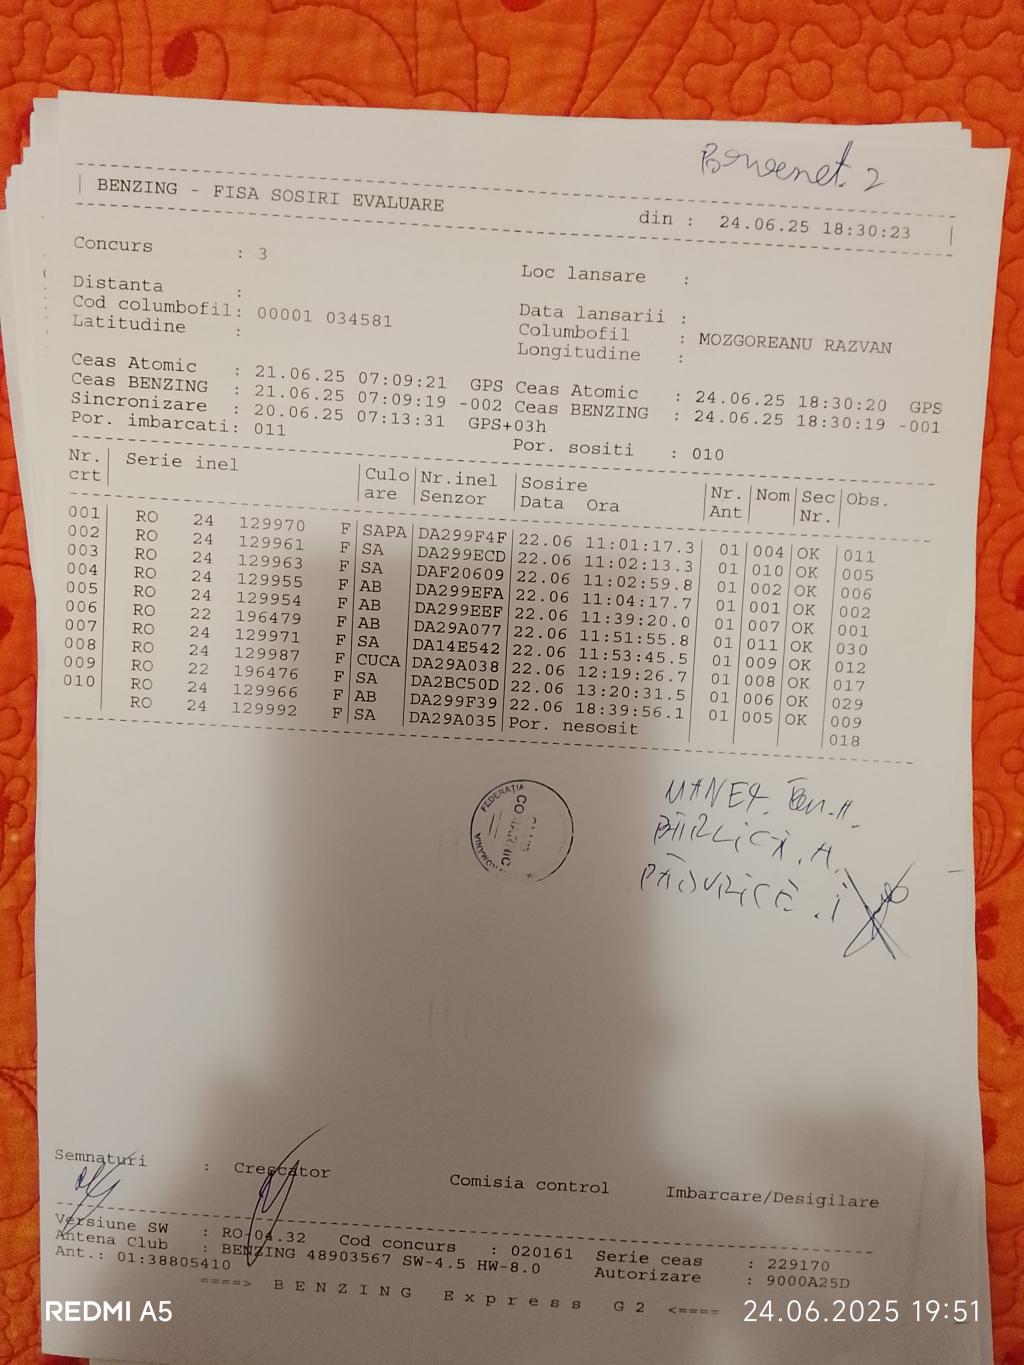 Benvenet. 2
BENZING - FISA SOSIRI EVALUARE din : 24.06.25 18:30:23
Concurs : 3 Loc lansare :
Distanta : Data lansarii :
Cod columbofil: 00001 034581 Columbofil : MOZGOREANU RAZVAN
Latitudine : Longitudine :
Ceas Atomic : 21.06.25 07:09:21 GPS Ceas Atomic : 24.06.25 18:30:20 GPS
Ceas BENZING : 21.06.25 07:09:19 -002 Ceas BENZING : 24.06.25 18:30:19 -001
Sincronizare : 20.06.25 07:13:31 GPS+03h
Por. imbarcati: 011 Por. sositi : 010
Nr. | Serie inel | Culo | Nr.inel | Sosire | Nr. | Nom | Sec | Obs.
crt | are | Senzor | Data Ora | Ant | Nr.
001 | RO 24 129970 F | SAPA | DA299F4F | 22.06 11:01:17.3 | 01 | 004 | OK | 011
002 | RO 24 129961 F | SA | DA299ECD | 22.06 11:02:13.3 | 01 | 010 | OK | 005
003 | RO 24 129963 F | SA | DAF20609 | 22.06 11:02:59.8 | 01 | 002 | OK | 006
004 | RO 24 129955 F | AB | DA299EFA | 22.06 11:04:17.7 | 01 | 001 | OK | 002
005 | RO 24 129954 F | AB | DA299EEF | 22.06 11:39:20.0 | 01 | 007 | OK | 001
006 | RO 22 196479 F | AB | DA29A077 | 22.06 11:51:55.8 | 01 | 011 | OK | 030
007 | RO 24 129971 F | SA | DA14E542 | 22.06 11:53:45.5 | 01 | 009 | OK | 012
008 | RO 24 129987 F | CUCA | DA29A038 | 22.06 12:19:26.7 | 01 | 008 | OK | 017
009 | RO 22 196476 F | SA | DA2BC50D | 22.06 13:20:31.5 | 01 | 006 | OK | 029
010 | RO 24 129966 F | AB | DA299F39 | 22.06 18:39:56.1 | 01 | 005 | OK | 009
RO 24 129992 F | SA | DA29A035 | Por. nesosit | 018
FEDERATIA
Semnaturi : Crescator Comisia control Imbarcare/Desigilare
Versiune SW : RO-04.32 Cod concurs : 020161 Serie ceas : 229170
Antena Club : BENZING 48903567 SW-4.5 HW-8.0 Autorizare : 9000A25D
Ant.: 01:38805410
====> B E N Z I N G E x p r e s s G 2 <====
REDMI A5 24.06.2025 19:51